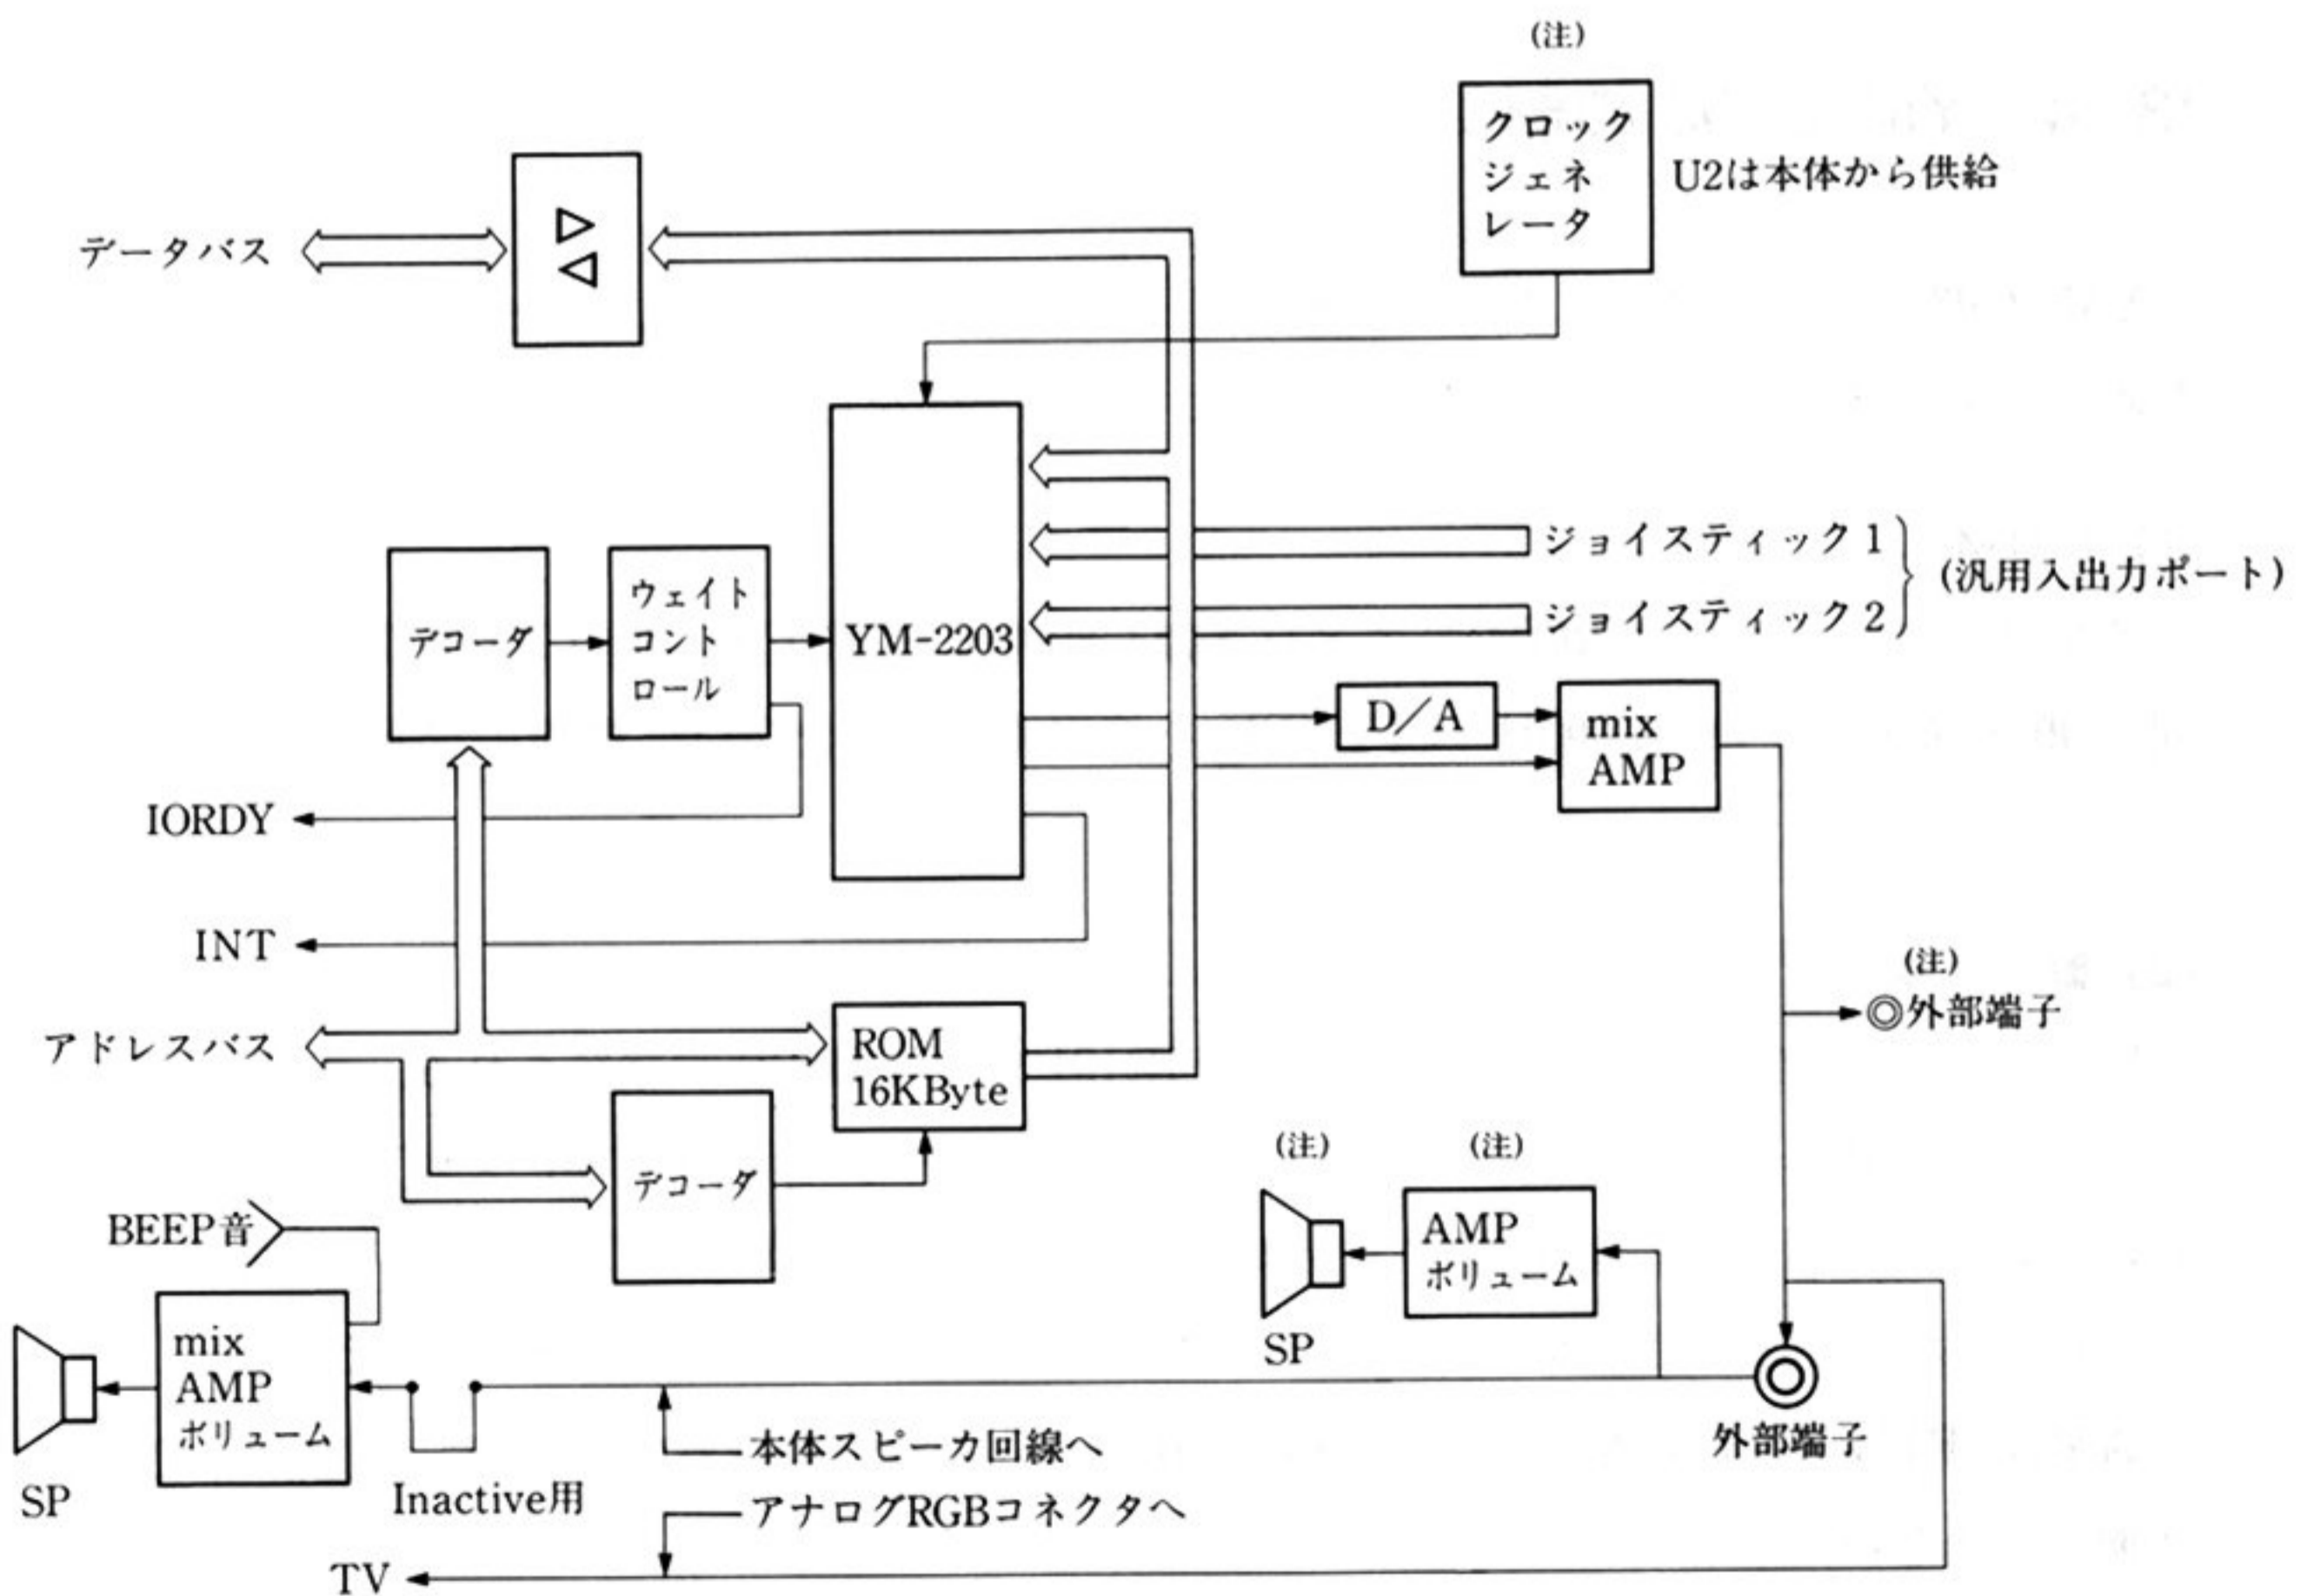 (注)
クロック
ジェネ
レータ
U2は本体から供給
データバス
ジョイスティック1
ジョイスティック2
(汎用入出力ポート)
デコーダ
ウェイト
コント
ロール
YM-2203
D/A
mix
AMP
IORDY
INT
(注)
外部端子
アドレスバス
ROM
16KByte
デコーダ
BEEP音
(注)
(注)
AMP
ボリューム
SP
mix
AMP
ボリューム
SP
Inactive用
本体スピーカ回線へ
外部端子
アナログRGBコネクタへ
TV